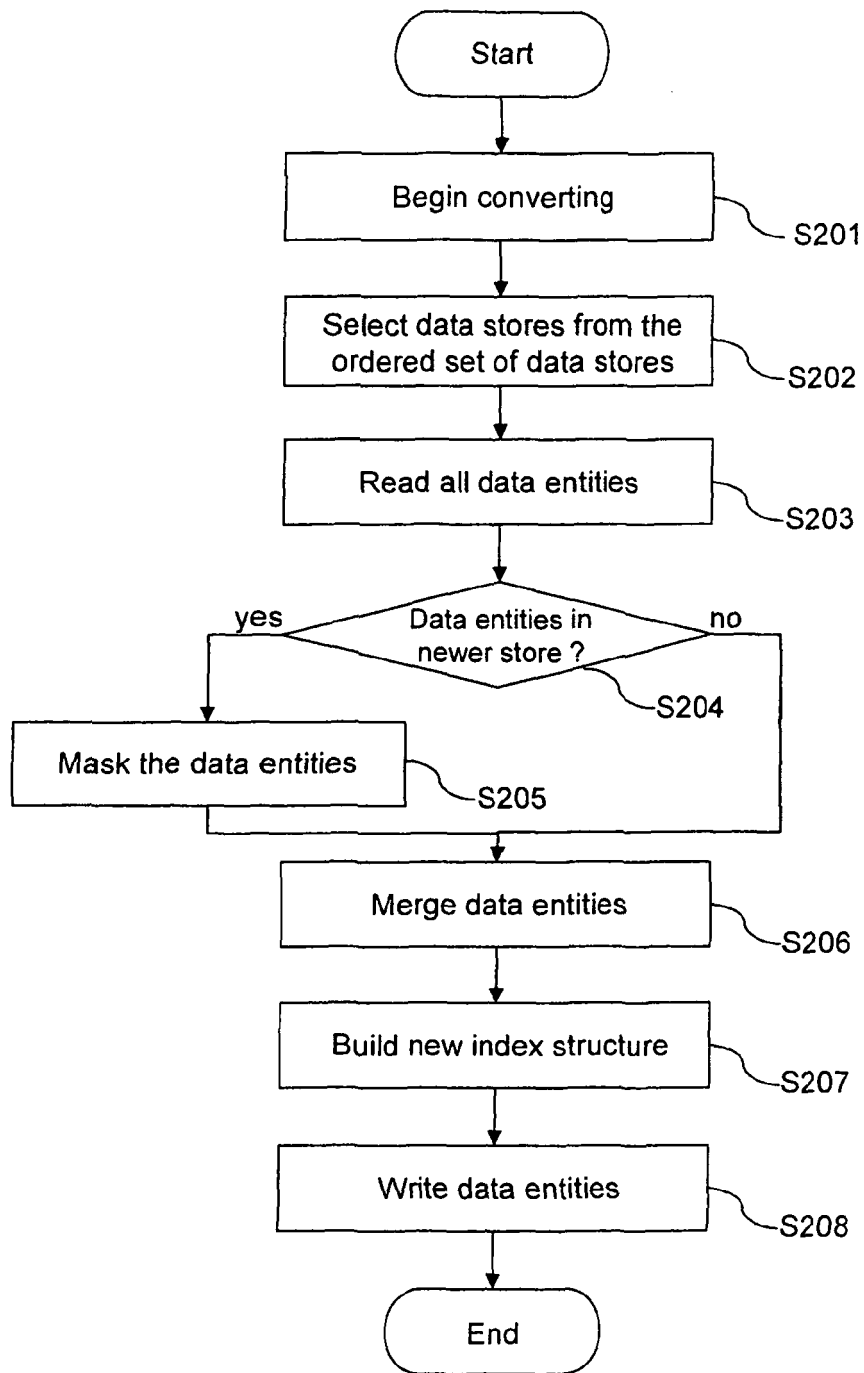 Start
Begin converting
S201
Select data stores from the
ordered set of data stores
S202
Read all data entities
S203
yes
Data entities in
newer store ?
no
S204
Mask the data entities
S205
Merge data entities
S206
Build new index structure
S207
Write data entities
S208
End